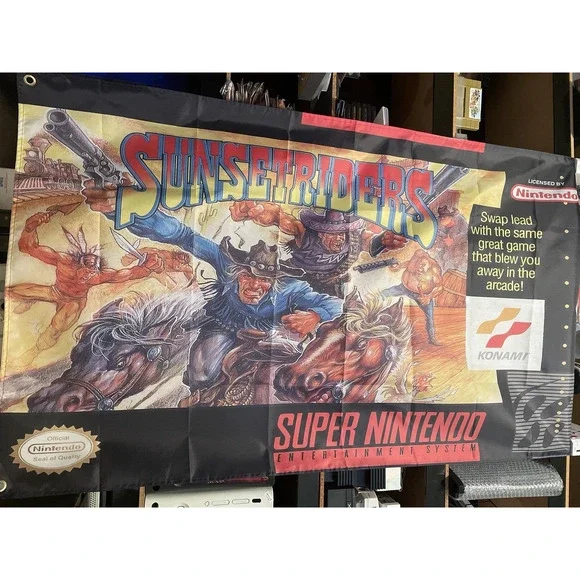 SUNSETRIDERS
LICENSED BY
Nintendo
Swap lead
with the same
great game
that blew you
away in the
arcade!
KONAMI
SUPER NINTENDO
ENTERTAINMENT SYSTEM
Official
Nintendo
Seal of Quality